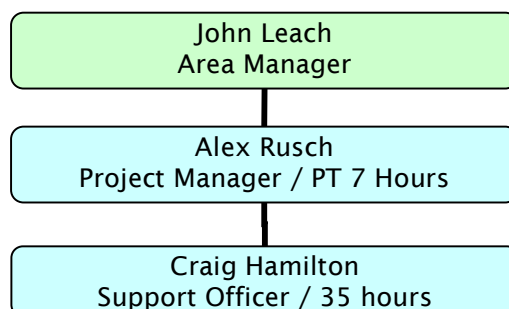 John Leach
Area Manager
Alex Rusch
Project Manager / PT 7 Hours
Craig Hamilton
Support Officer / 35 hours